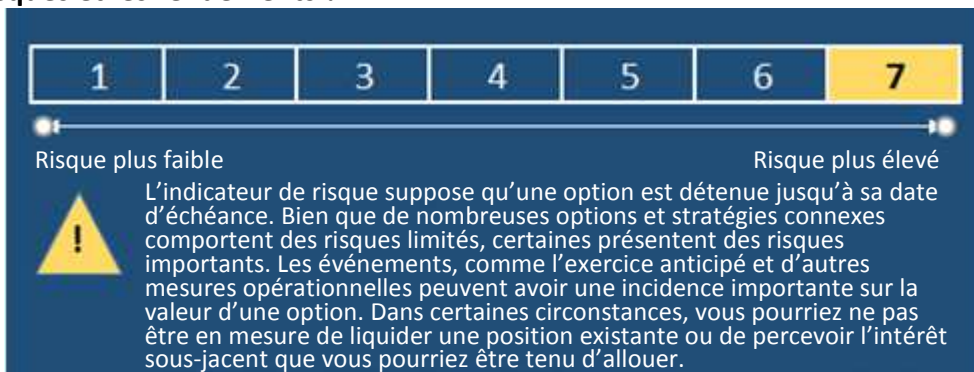 1 2 3 4 5 6 7
Risque plus faible Risque plus élevé
L’indicateur de risque suppose qu’une option est détenue jusqu’à sa date
d’échéance. Bien que de nombreuses options et stratégies connexes
! comportent des risques limités, certaines présentent des risques
importants. Les événements, comme l’exercice anticipé et d’autres
mesures opérationnelles peuvent avoir une incidence importante sur la
valeur d’une option. Dans certaines circonstances, vous pourriez ne pas
être en mesure de liquider une position existante ou de percevoir l’intérêt
sous-jacent que vous pourriez être tenu d’allouer.